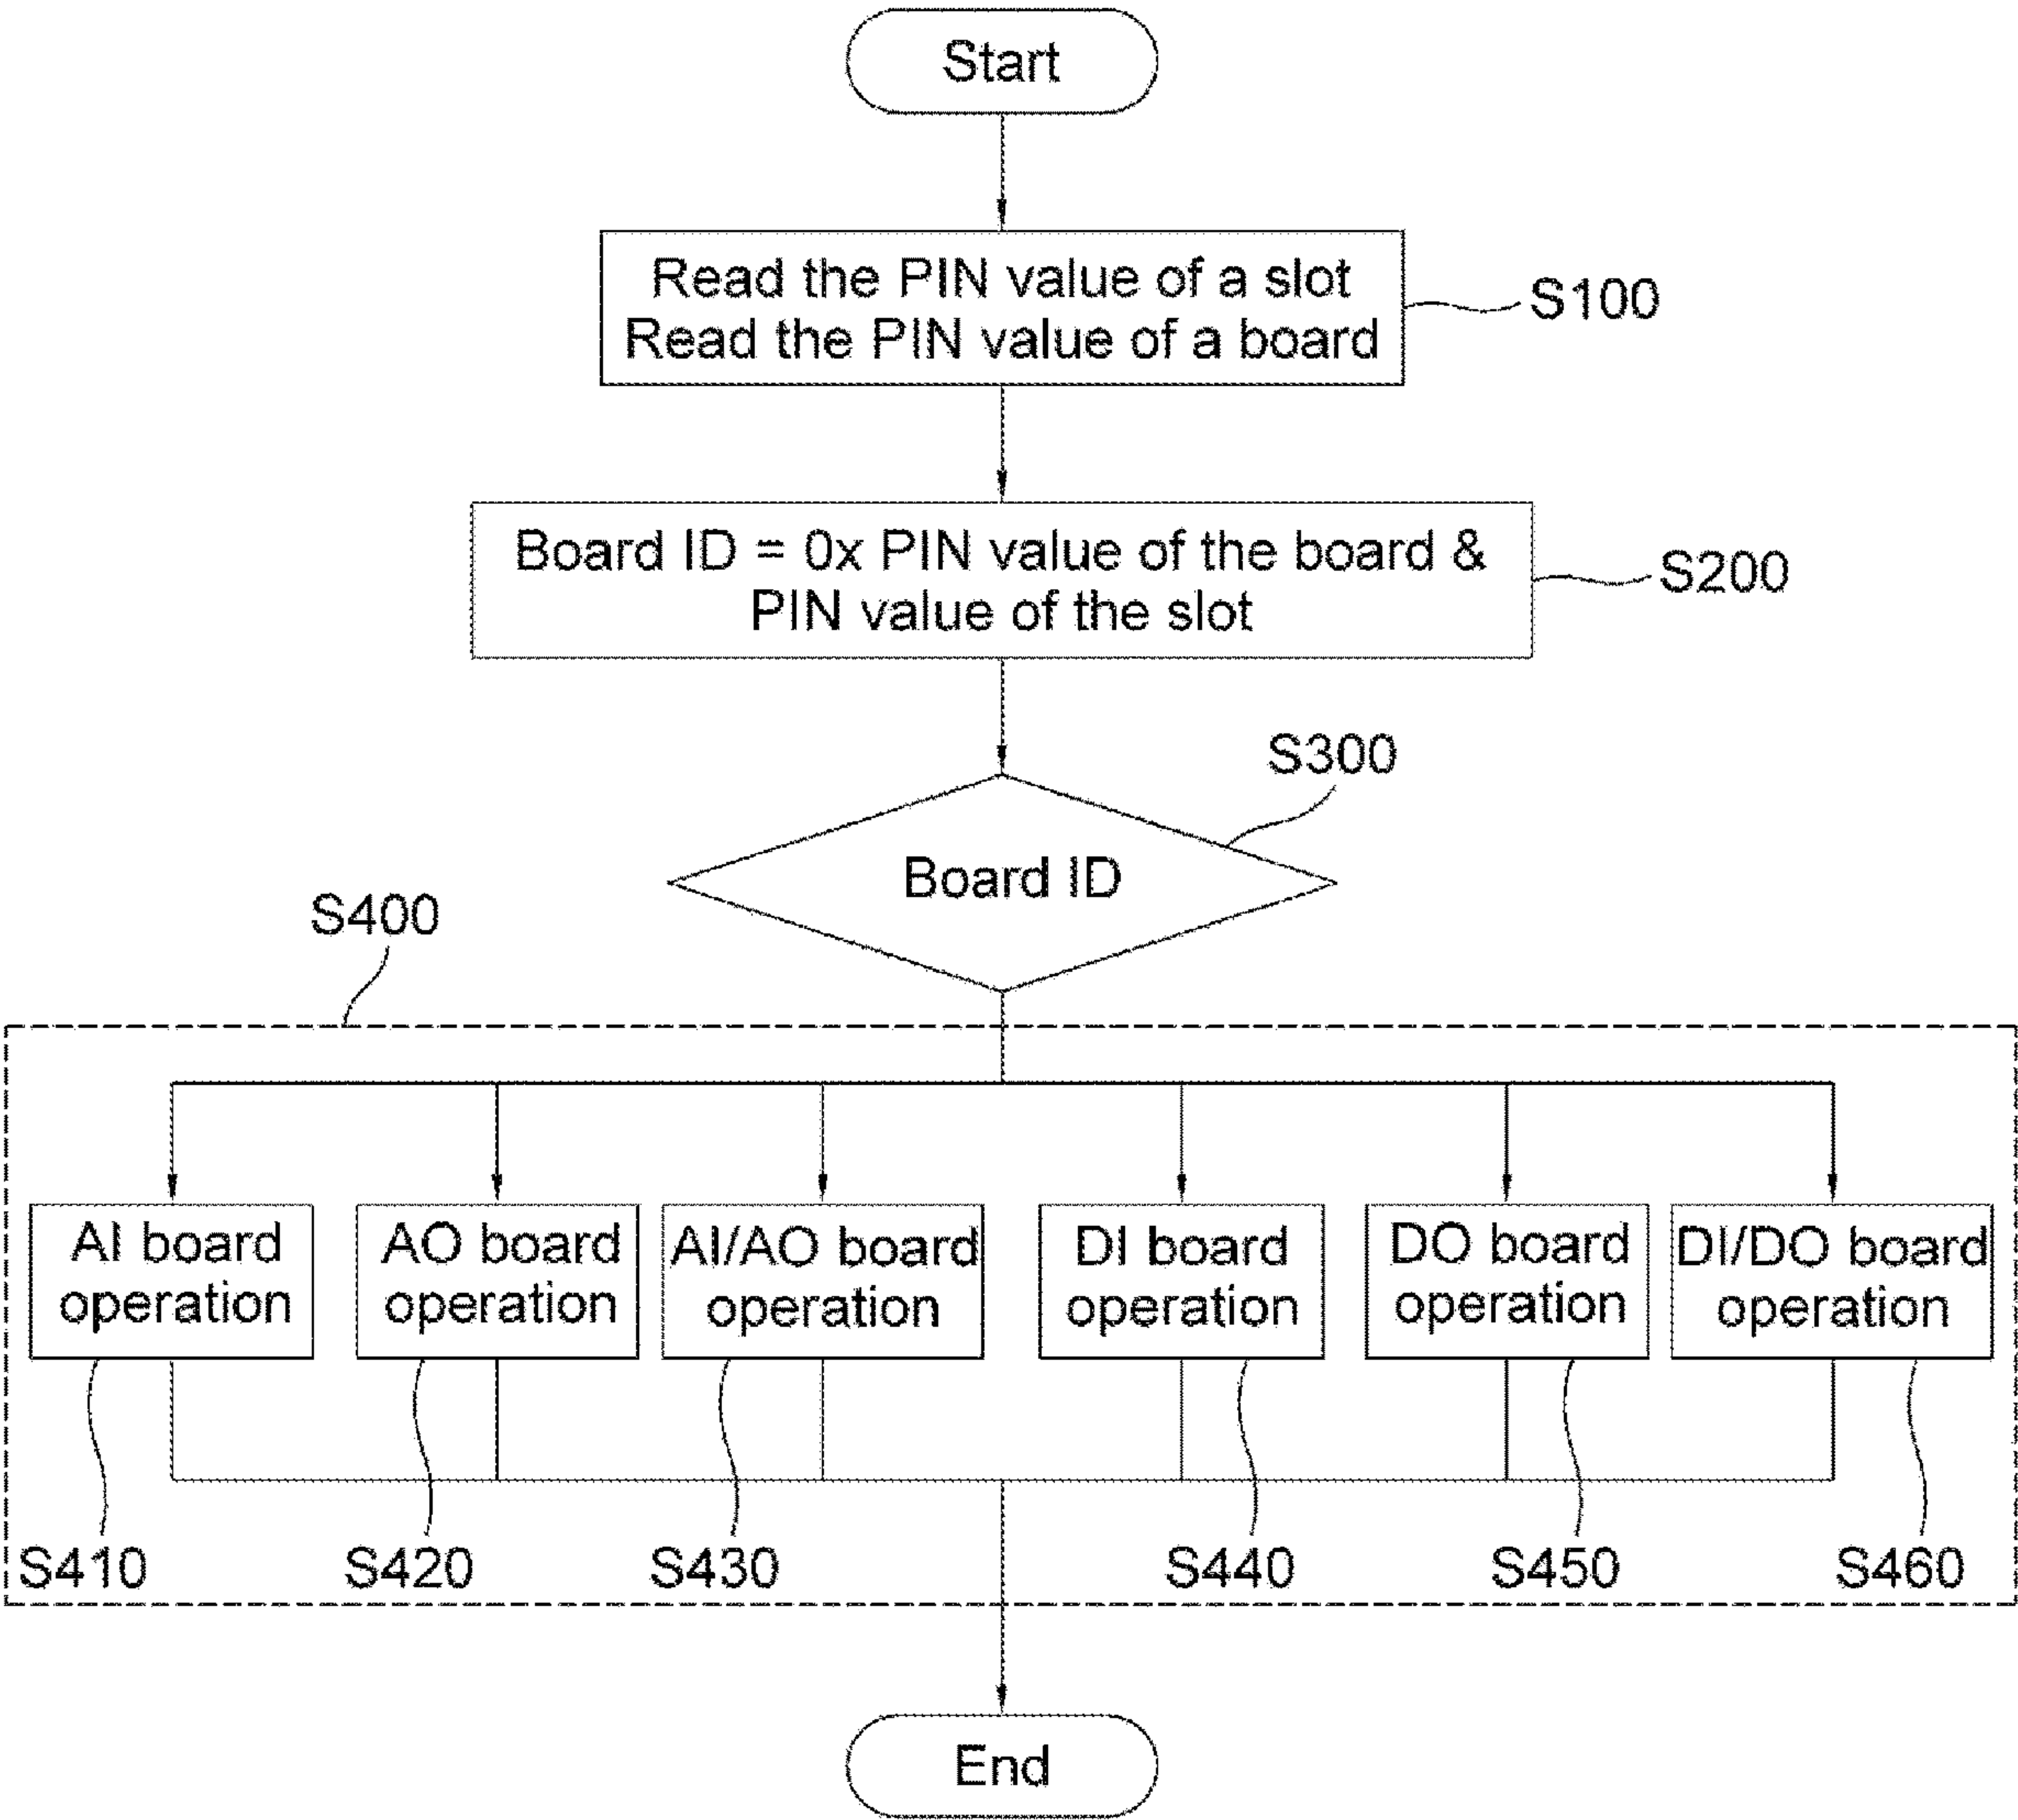 Start
Read the PIN value of a slot
Read the PIN value of a board
S100
Board ID = 0x PIN value of the board &
PIN value of the slot
S200
S300
Board ID
S400
AI board
operation
AO board
operation
AI/AO board
operation
DI board
operation
DO board
operation
DI/DO board
operation
S410
S420
S430
S440
S450
S460
End